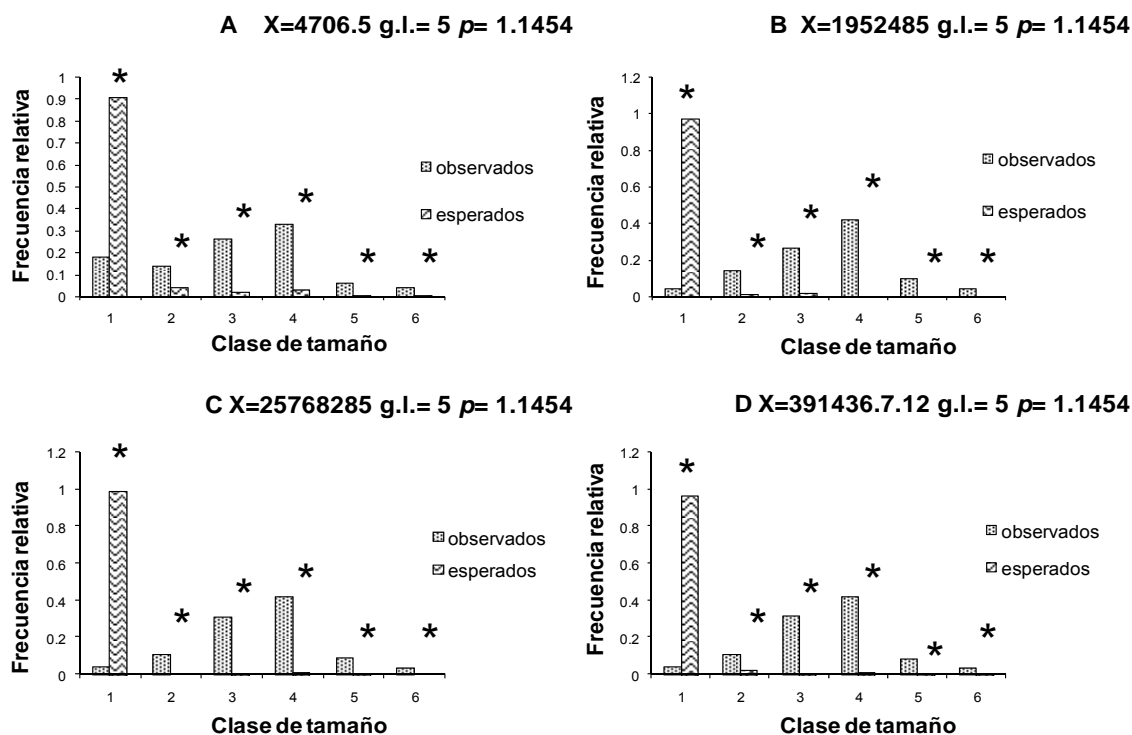 A X=4706.5 g.l.= 5 p= 1.1454
Frecuencia relativa
1
0.9
0.8
0.7
0.6
0.5
0.4
0.3
0.2
0.1
0
*
*
*
*
*
*
observados
esperados
1 2 3 4 5 6
Clase de tamaño
B X=1952485 g.l.= 5 p= 1.1454
Frecuencia relativa
1.2
1
0.8
0.6
0.4
0.2
0
*
*
*
*
*
*
observados
esperados
1 2 3 4 5 6
Clase de tamaño
C X=25768285 g.l.= 5 p= 1.1454
Frecuencia relativa
1.2
1
0.8
0.6
0.4
0.2
0
*
*
*
*
*
*
observados
esperados
1 2 3 4 5 6
Clase de tamaño
D X=391436.7.12 g.l.= 5 p= 1.1454
Frecuencia relativa
1.2
1
0.8
0.6
0.4
0.2
0
*
*
*
*
*
*
observados
esperados
1 2 3 4 5 6
Clase de tamaño